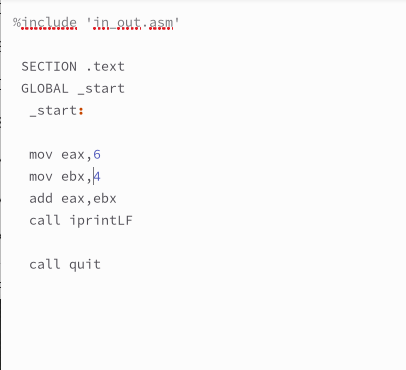 %include 'in_out.asm'
SECTION .text
GLOBAL _start
_start:
mov eax,6
mov ebx,4
add eax,ebx
call iprintLF
call quit